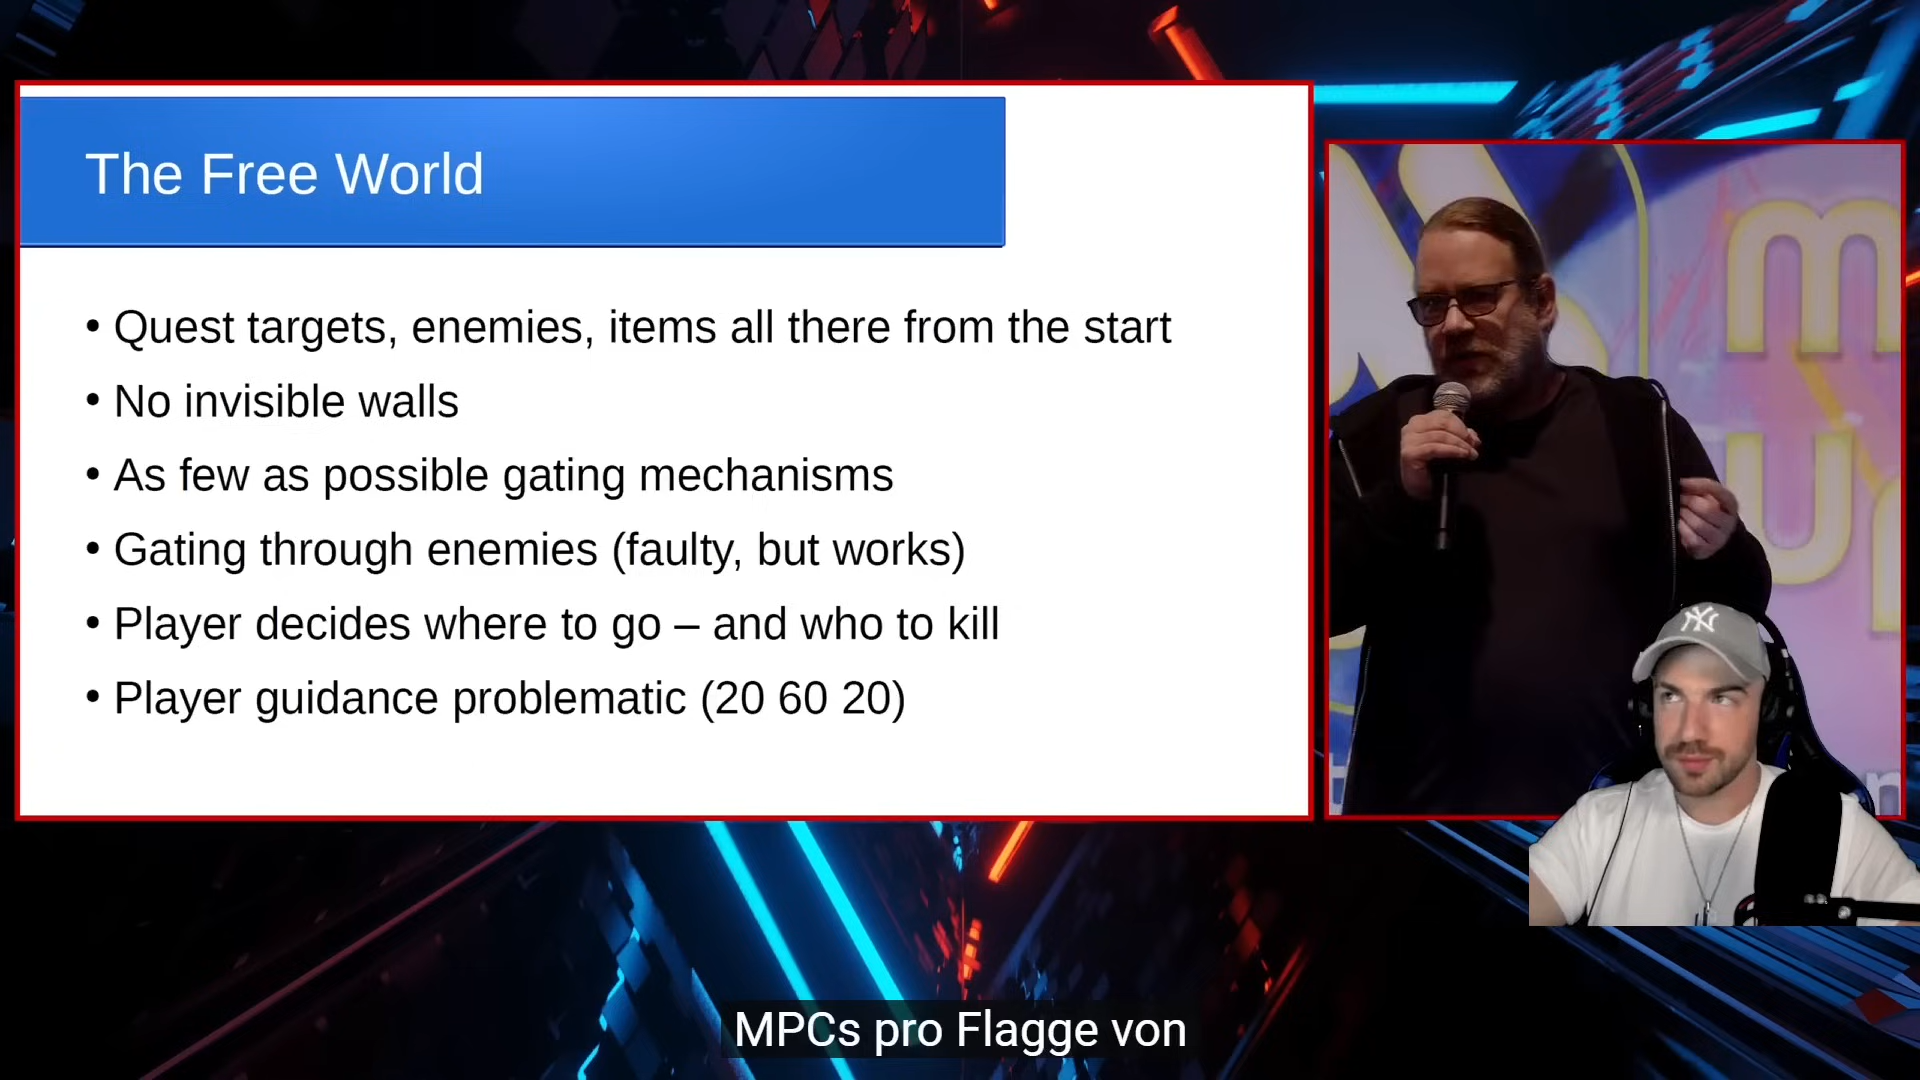 The Free World
• Quest targets, enemies, items all there from the start
• No invisible walls
• As few as possible gating mechanisms
• Gating through enemies (faulty, but works)
• Player decides where to go – and who to kill
• Player guidance problematic (20 60 20)
NY
MPCs pro Flagge von